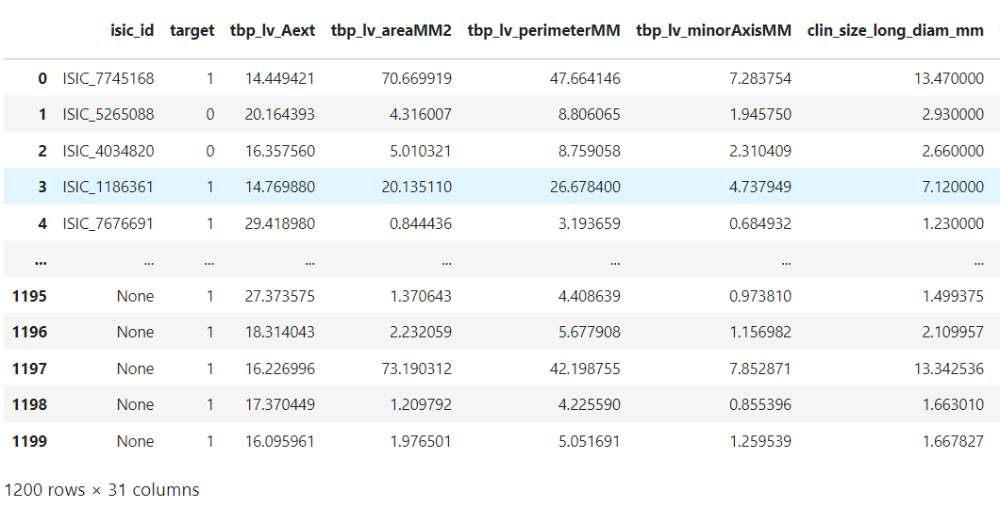 isic_id target tbp_lv_Aext tbp_lv_areaMM2 tbp_lv_perimeterMM tbp_lv_minorAxisMM clin_size_long_diam_mm
0 ISIC_7745168 1 14.449421 70.669919 47.664146 7.283754 13.470000
1 ISIC_5265088 0 20.164393 4.316007 8.806065 1.945750 2.930000
2 ISIC_4034820 0 16.357560 5.010321 8.759058 2.310409 2.660000
3 ISIC_1186361 1 14.769880 20.135110 26.678400 4.737949 7.120000
4 ISIC_7676691 1 29.418980 0.844436 3.193659 0.684932 1.230000
... ... ... ... ... ... ... ...
1195 None 1 27.373575 1.370643 4.408639 0.973810 1.499375
1196 None 1 18.314043 2.232059 5.677908 1.156982 2.109957
1197 None 1 16.226996 73.190312 42.198755 7.852871 13.342536
1198 None 1 17.370449 1.209792 4.225590 0.855396 1.663010
1199 None 1 16.095961 1.976501 5.051691 1.259539 1.667827
1200 rows × 31 columns